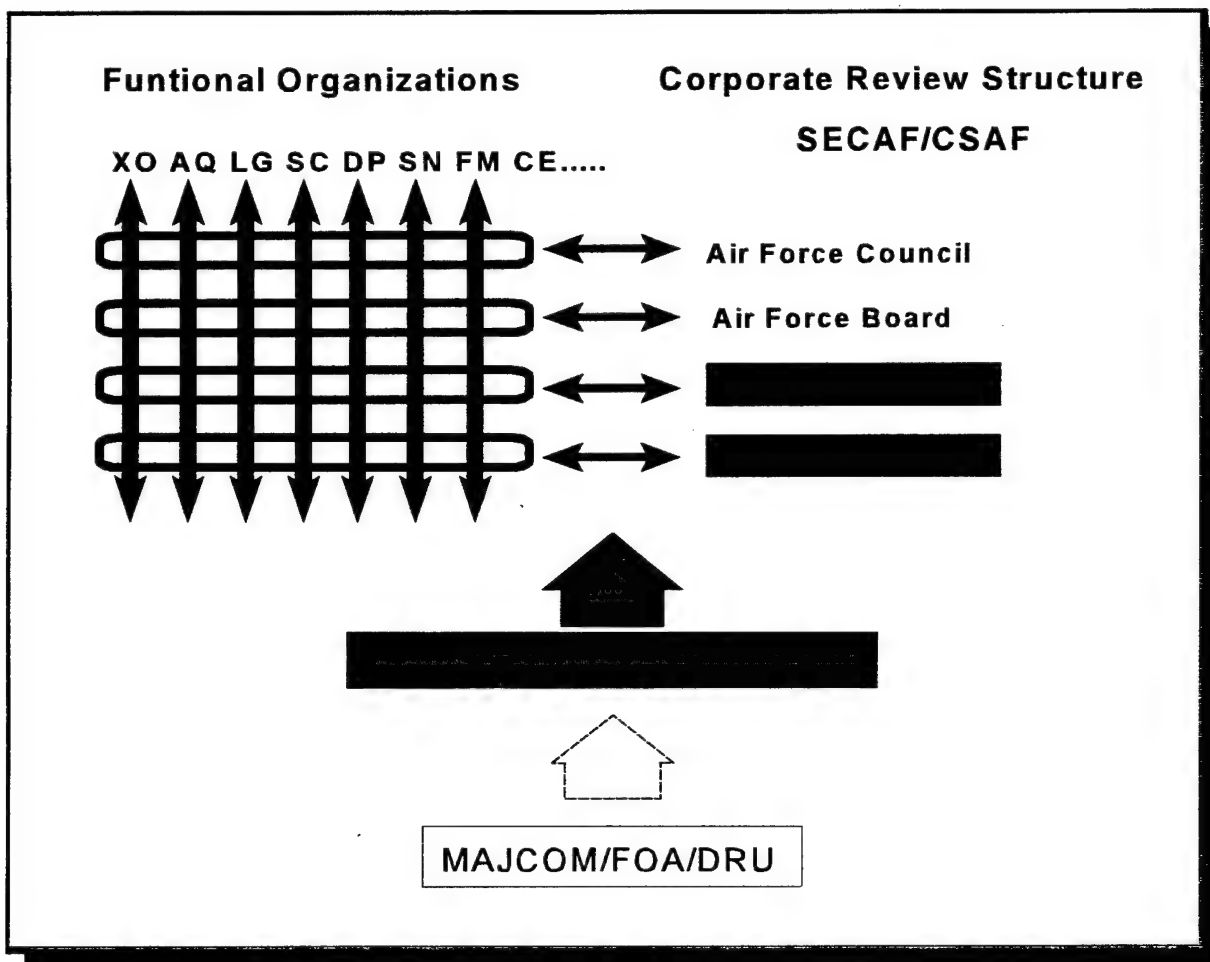 Funtional Organizations
Corporate Review Structure
SECAF/CSAF
XO AQ LG SC DP SN FM CE.....
Air Force Council
Air Force Board
MAJCOM/FOA/DRU